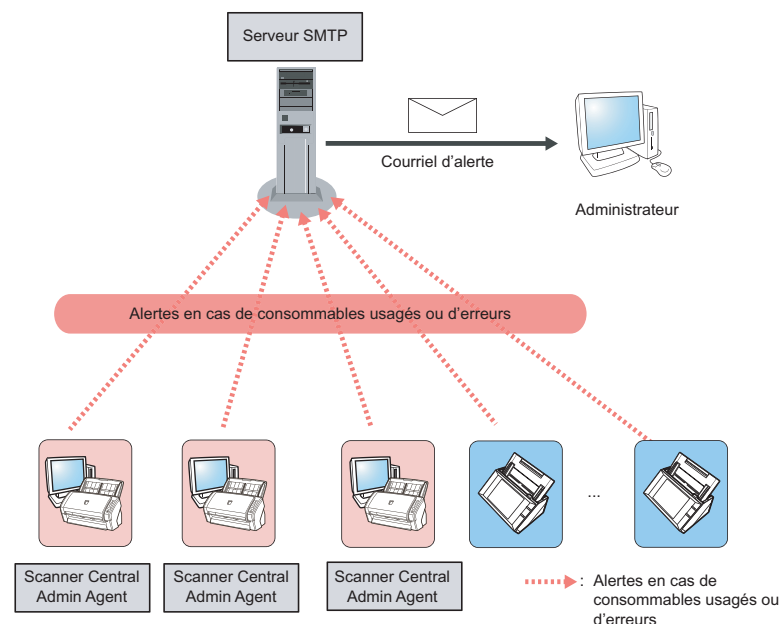 Serveur SMTP
Courriel d'alerte
Administrateur
Alertes en cas de consommables usagés ou d'erreurs
...
Scanner Central
Admin Agent
Scanner Central
Admin Agent
Scanner Central
Admin Agent
: Alertes en cas de
consommables usagés ou
d'erreurs